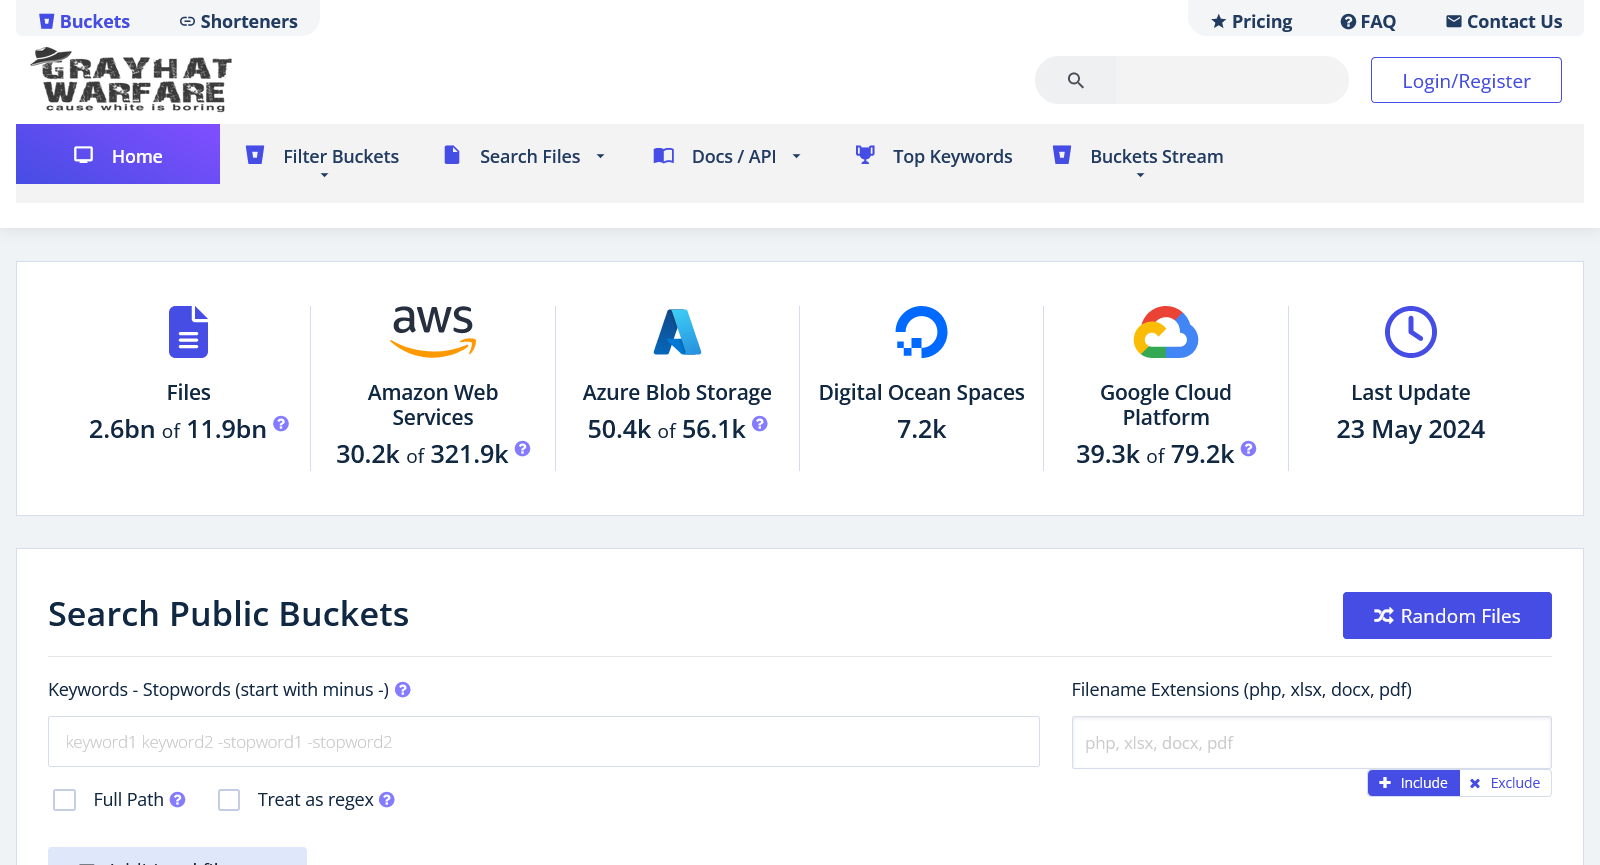 Buckets Shorteners Pricing FAQ Contact Us
GRAYHAT
WARFARE
cause white is boring
Login/Register
Home Filter Buckets Search Files Docs / API Top Keywords Buckets Stream
aws
Files Amazon Web Services Azure Blob Storage Digital Ocean Spaces Google Cloud Platform Last Update
2.6bn of 11.9bn ? 30.2k of 321.9k ? 50.4k of 56.1k ? 7.2k 39.3k of 79.2k ? 23 May 2024
Search Public Buckets Random Files
Keywords - Stopwords (start with minus -) ? Filename Extensions (php, xlsx, docx, pdf)
keyword1 keyword2 -stopword1 -stopword2 php, xlsx, docx, pdf
Include Exclude
Full Path ? Treat as regex ?